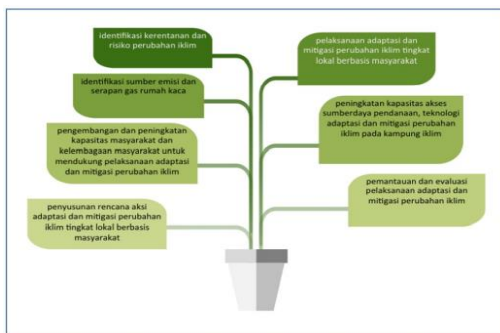 identifikasi kerentanan dan
risiko perubahan iklim
identifikasi sumber emisi dan
serapan gas rumah kaca
pengembangan dan peningkatan
kapasitas masyarakat dan
kelembagaan masyarakat untuk
mendukung pelaksanaan adaptasi
dan mitigasi perubahan iklim
penyusunan rencana aksi
adaptasi dan mitigasi perubahan
iklim tingkat lokal berbasis
masyarakat
pelaksanaan adaptasi dan
mitigasi perubahan iklim tingkat
lokal berbasis masyarakat
peningkatan kapasitas akses
sumberdaya pendanaan, teknologi
adaptasi dan mitigasi perubahan
iklim pada kampung iklim
pemantauan dan evaluasi
pelaksanaan adaptasi dan
mitigasi perubahan iklim